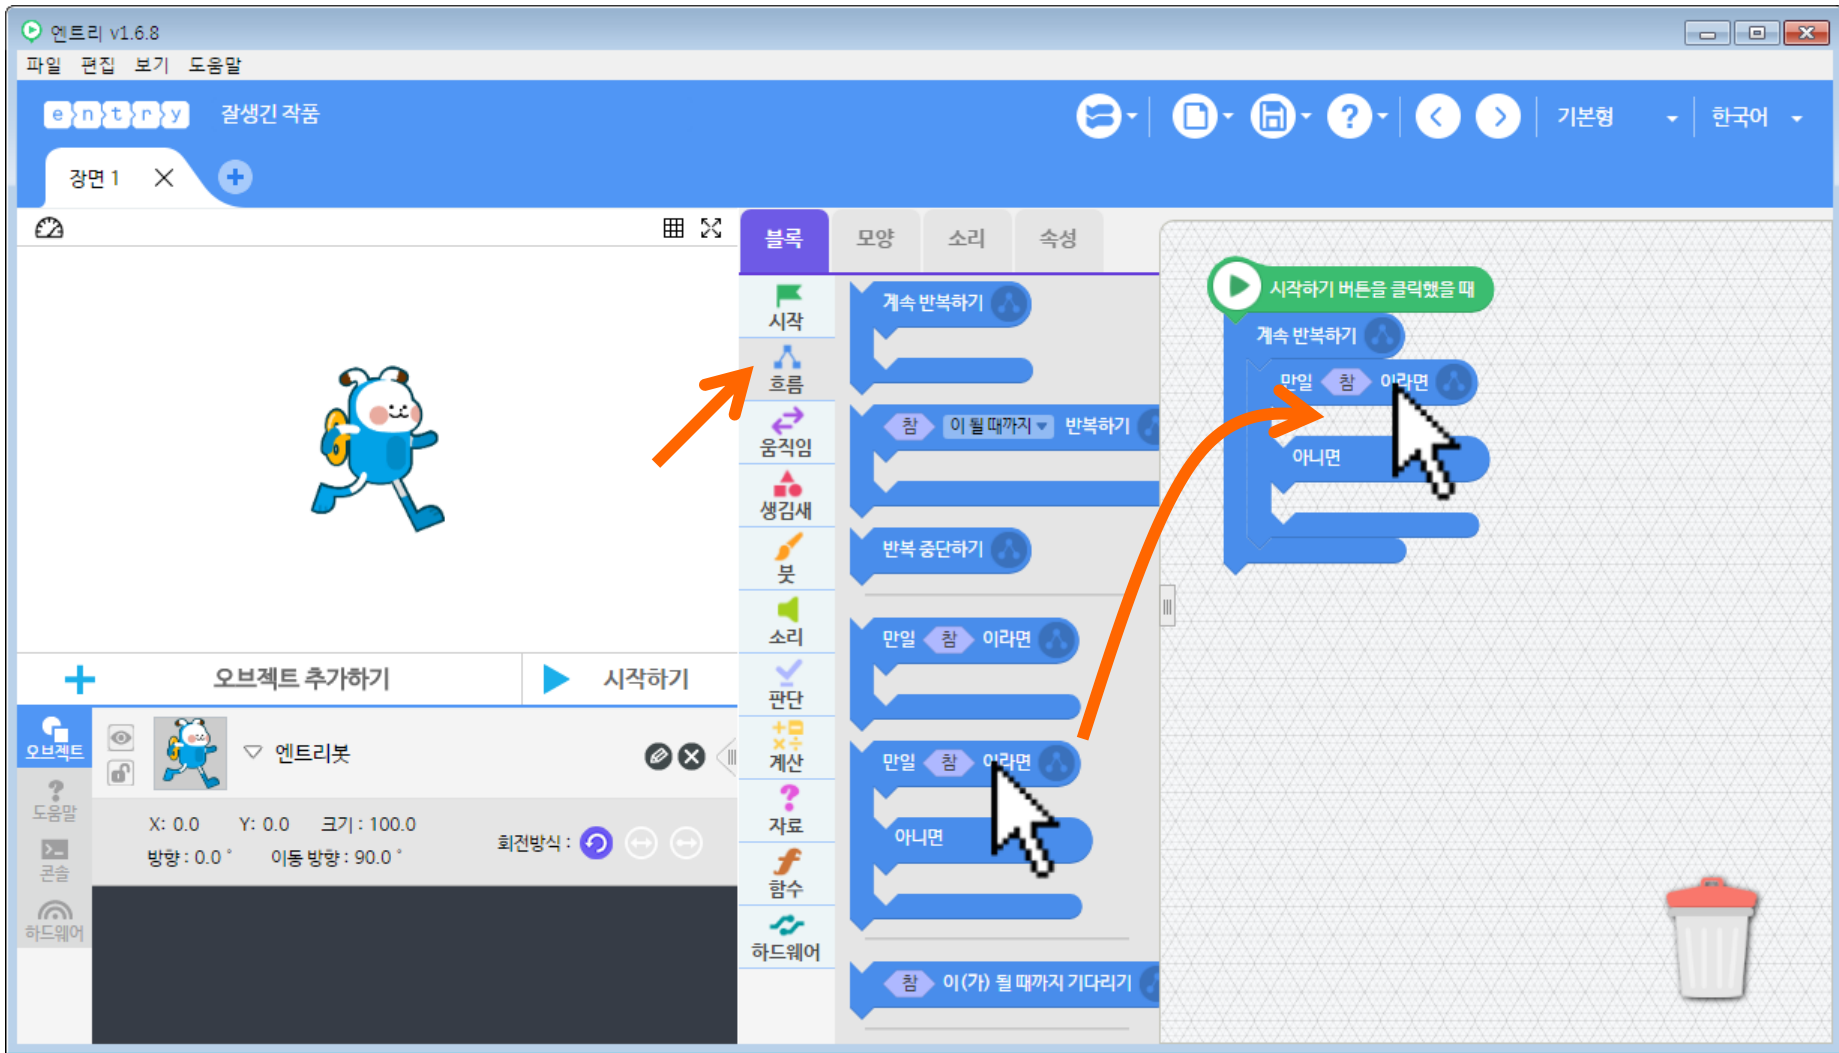 엔트리 v1.6.8
파일 편집 보기 도움말
entry 잘생긴 작품
? 기본형 한국어
장면 1
블록 모양 소리 속성
시작
흐름
움직임
생김새
붓
소리
판단
계산
자료
함수
하드웨어
계속 반복하기
참 이 될 때까지 반복하기
반복 중단하기
만일 참 이라면
만일 참 이라면
아니면
참 이(가) 될 때까지 기다리기
시작하기 버튼을 클릭했을 때
계속 반복하기
만일 참 이라면
아니면
오브젝트 추가하기 시작하기
오브젝트
도움말
콘솔
하드웨어
엔트리봇
X: 0.0 Y: 0.0 크기 : 100.0
방향 : 0.0 ˚ 이동 방향 : 90.0 ˚
회전방식 :